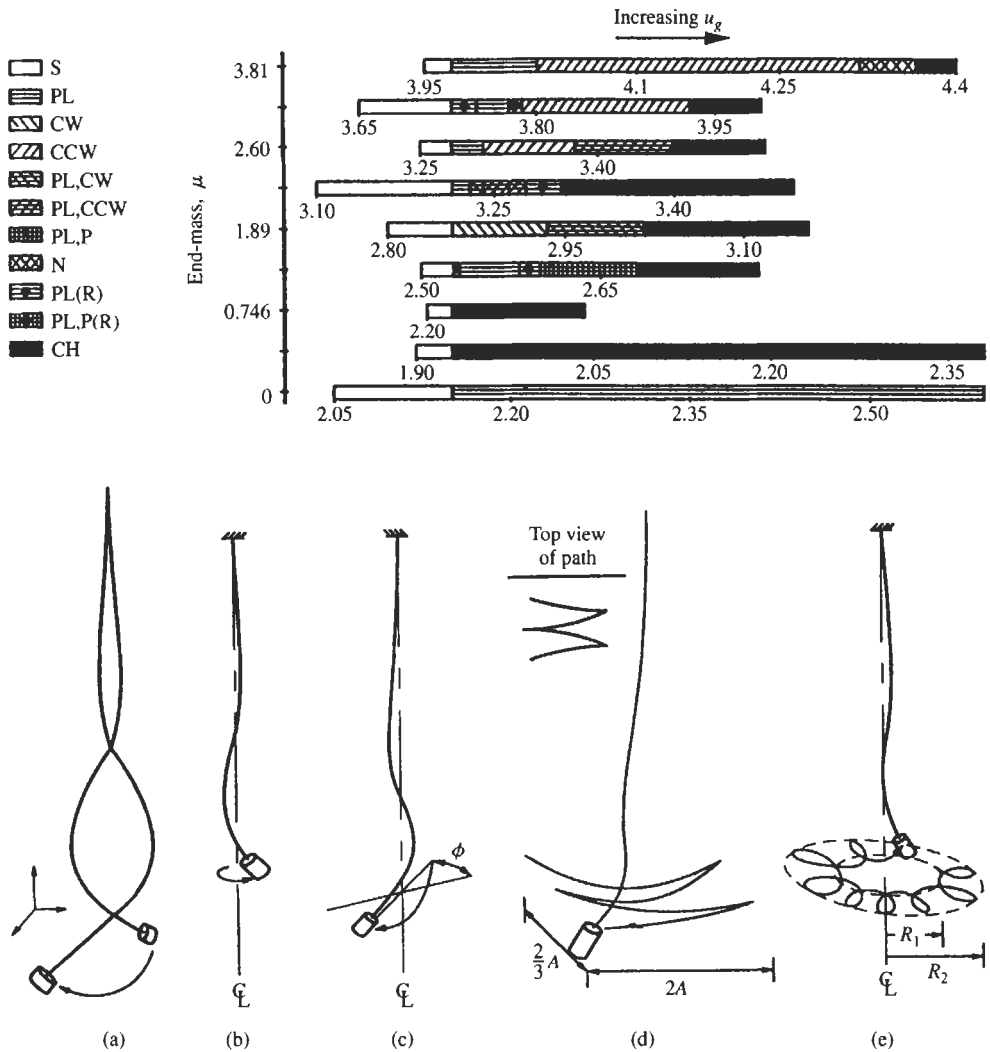 Increasing u_g
S
PL
CW
CCW
PL,CW
PL,CCW
PL,P
N
PL(R)
PL,P(R)
CH
End-mass, μ
3.81
3.95 4.1 4.25 4.4
3.65 3.80 3.95
2.60
3.25 3.40
3.10 3.25 3.40
1.89
2.80 2.95 3.10
2.50 2.65
0.746
2.20
1.90 2.05 2.20 2.35
0
2.05 2.20 2.35 2.50
Top view
of path
ϕ
2/3 A
2A
R₁
R₂
℄
℄
℄
(a) (b) (c) (d) (e)